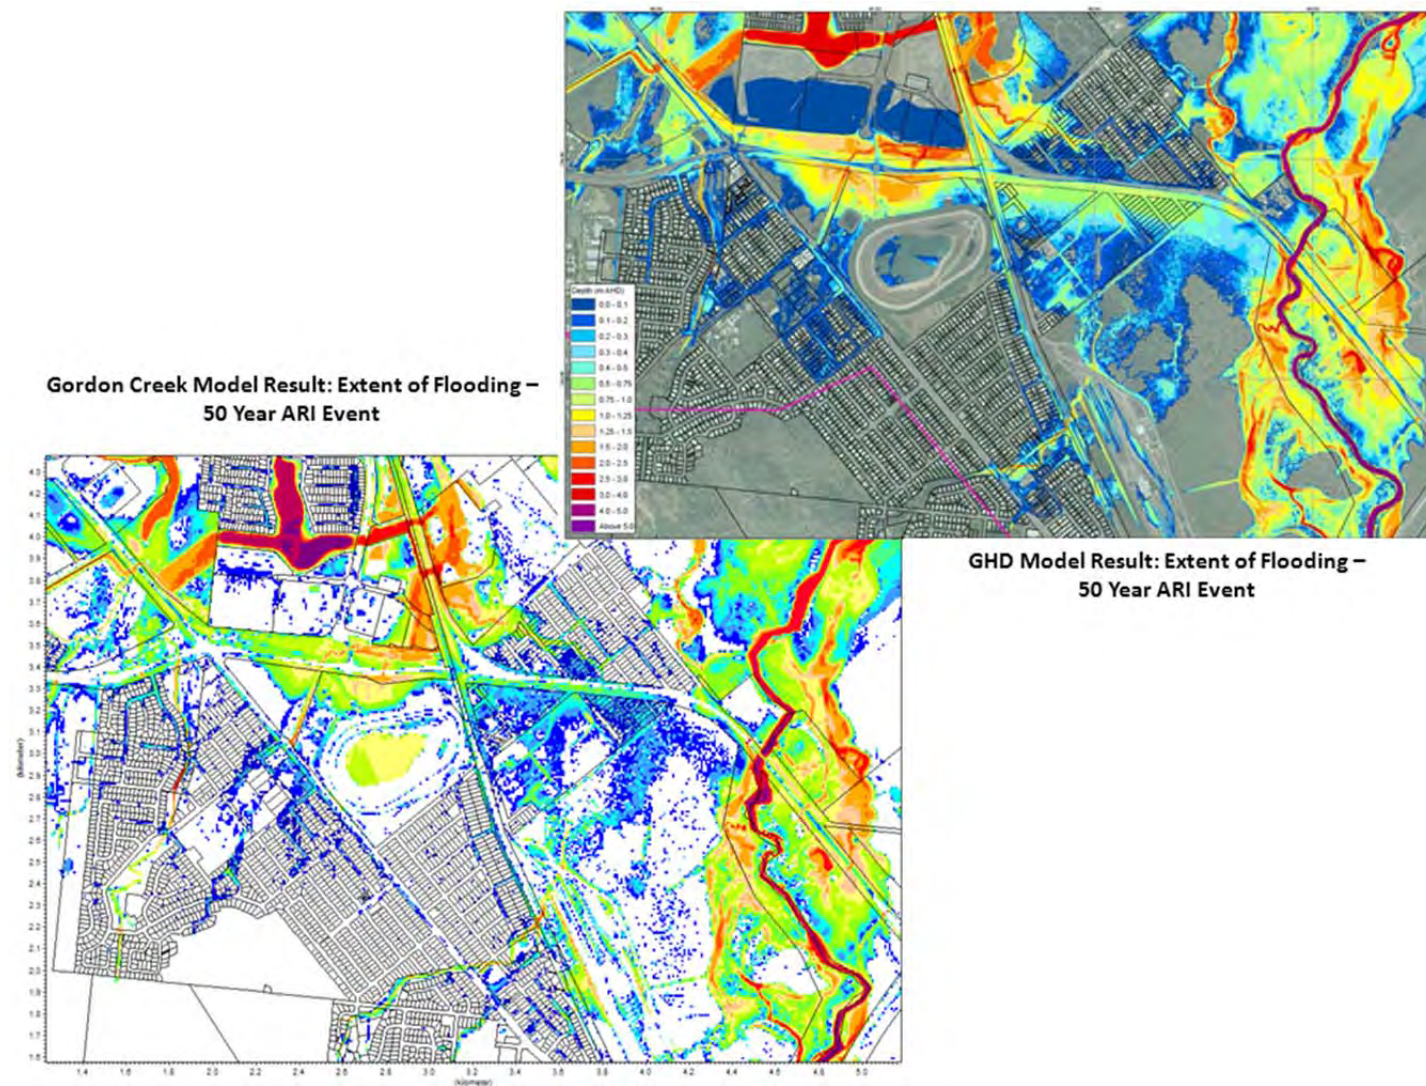 Depth (m AHD)
0.0 - 0.1
0.1 - 0.2
0.2 - 0.3
0.3 - 0.4
0.4 - 0.5
0.5 - 0.75
0.75 - 1.0
1.0 - 1.25
1.25 - 1.5
1.5 - 2.0
2.0 - 2.5
2.5 - 3.0
3.0 - 4.0
4.0 - 5.0
Above 5.0
Gordon Creek Model Result: Extent of Flooding –
50 Year ARI Event
GHD Model Result: Extent of Flooding –
50 Year ARI Event
4.3
4.2
4.1
4.0
3.9
3.8
3.7
3.6
3.5
3.4
3.3
3.2
3.1
3.0
2.9
2.8
2.7
2.6
2.5
2.4
2.3
2.2
2.1
2.0
1.9
1.8
1.7
1.6
(kilometer)
1.4 1.6 1.8 2.0 2.2 2.4 2.6 2.8 3.0 3.2 3.4 3.6 3.8 4.0 4.2 4.4 4.6 4.8 5.0
(kilometer)